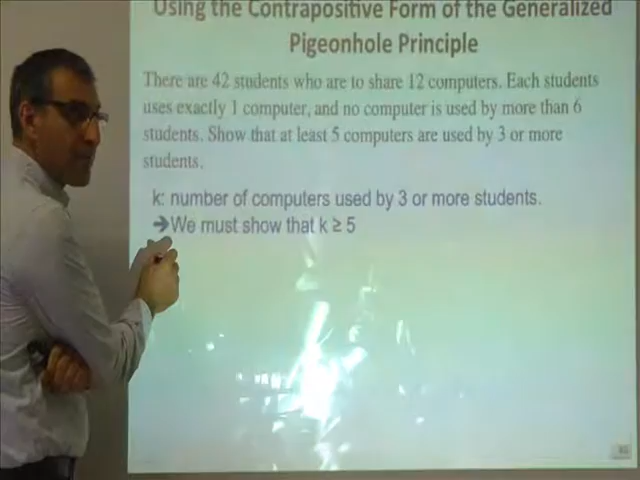 Using the Contrapositive Form of the Generalized
Pigeonhole Principle
There are 42 students who are to share 12 computers. Each students
uses exactly 1 computer, and no computer is used by more than 6
students. Show that at least 5 computers are used by 3 or more
students.
k: number of computers used by 3 or more students.
➔We must show that k ≥ 5